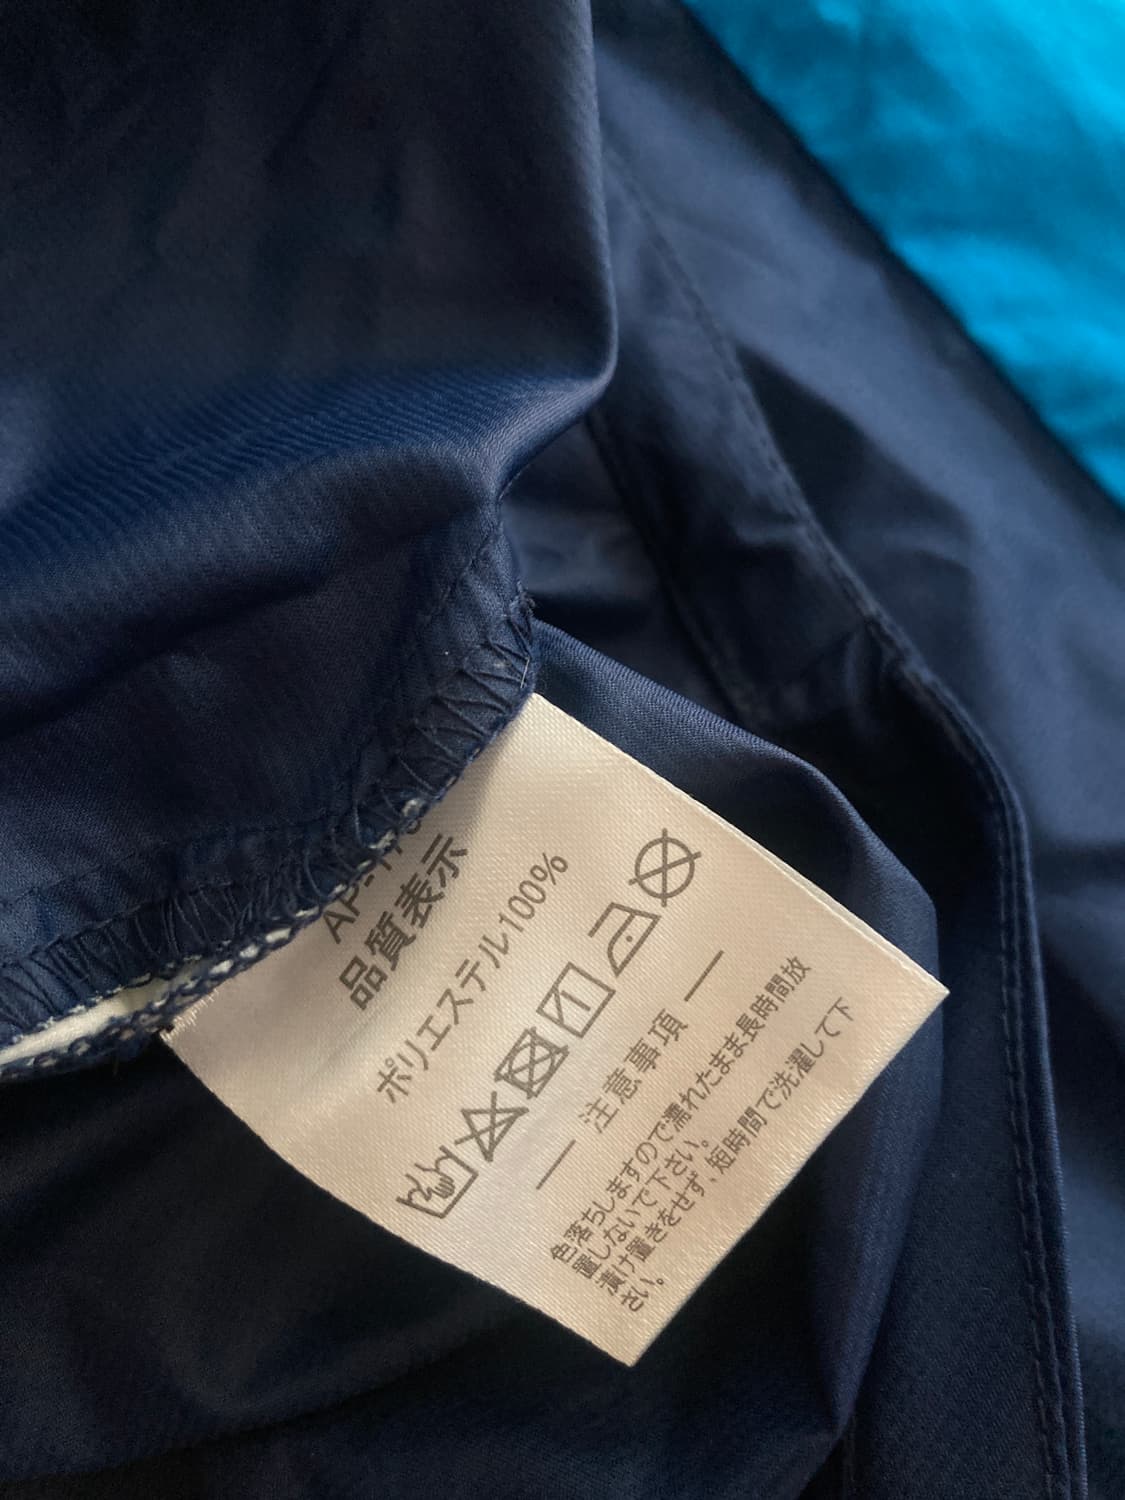 品質表示
ポリエステル100%
― 注意事項 ―
色落ちしますので濡れたまま長時間放
置しないで下さい。
漬け置きをせず、短時間で洗濯して下
さい。